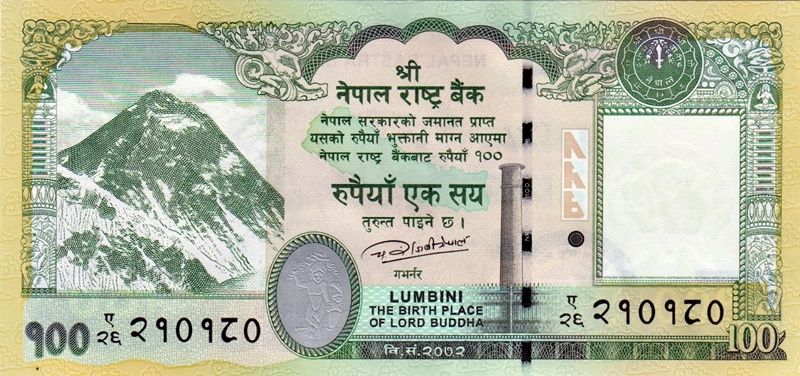 श्री
नेपाल राष्ट्र बैंक
नेपाल सरकारको जमानत प्राप्त
यसको रुपैयाँ भुक्तानी माग्न आएमा
नेपाल राष्ट्र बैंकबाट रुपैयाँ १००
रुपैयाँ एक सय
तुरुन्त पाइने छ।
गभर्नर
LUMBINI
THE BIRTH PLACE
OF LORD BUDDHA
वि.सं.२०७२
१०० ए/२६ २१०१८०
ए/२६ २१०१८० 100